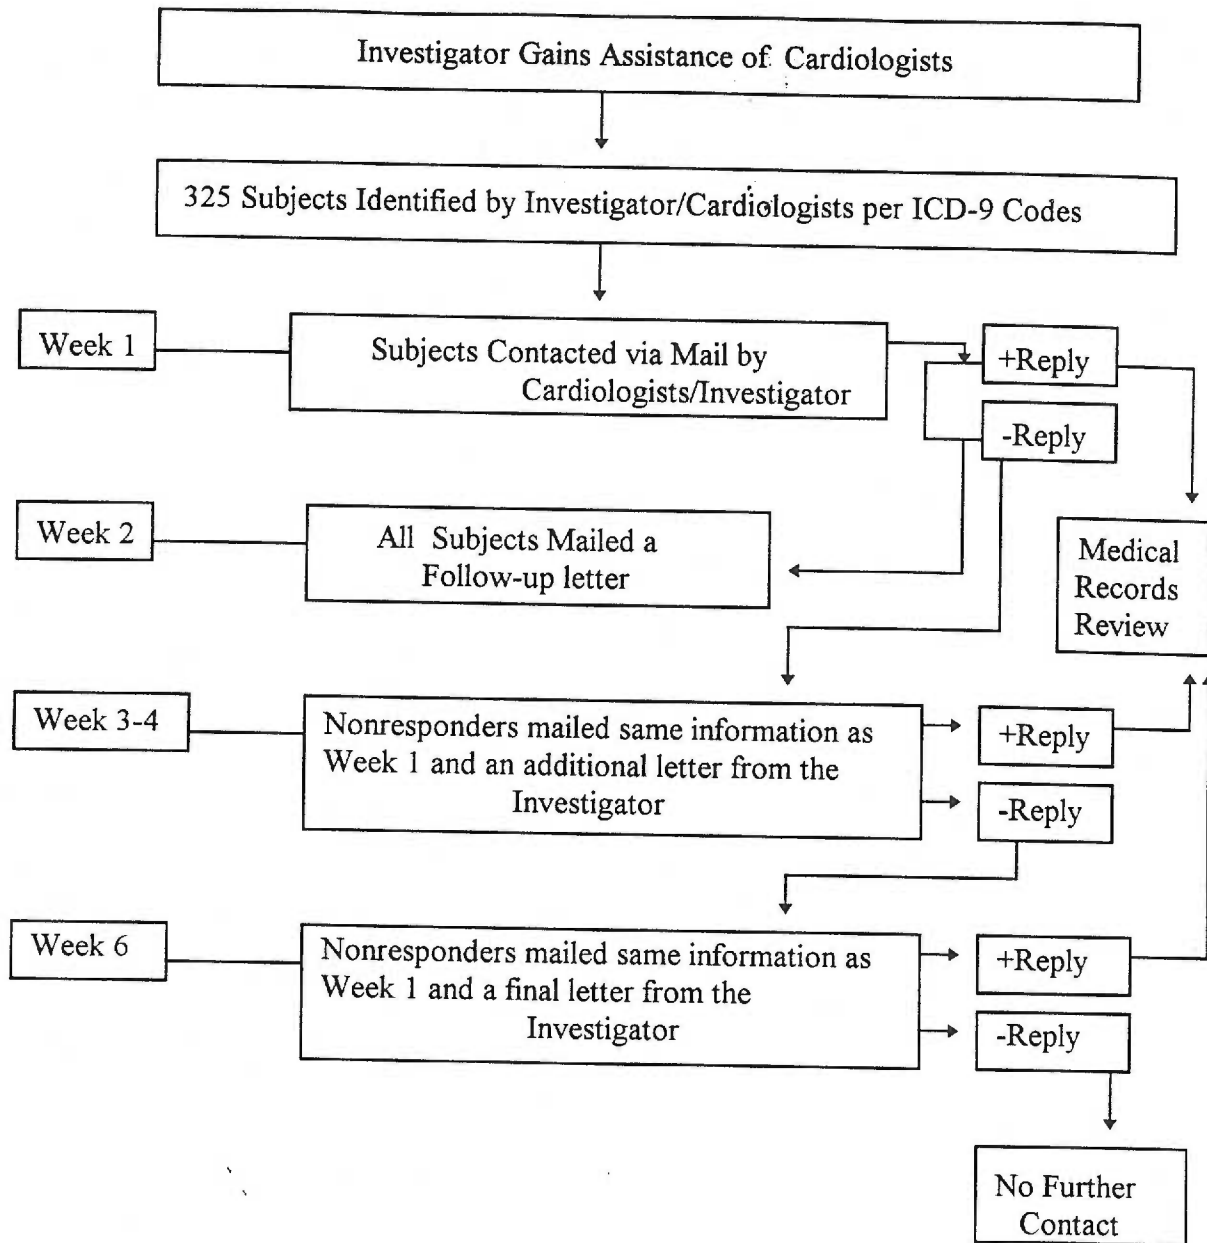 Investigator Gains Assistance of Cardiologists
325 Subjects Identified by Investigator/Cardiologists per ICD-9 Codes
Week 1
Subjects Contacted via Mail by
Cardiologists/Investigator
+Reply
-Reply
Week 2
All Subjects Mailed a
Follow-up letter
Medical
Records
Review
Week 3-4
Nonresponders mailed same information as
Week 1 and an additional letter from the
Investigator
+Reply
-Reply
Week 6
Nonresponders mailed same information as
Week 1 and a final letter from the
Investigator
+Reply
-Reply
No Further
Contact